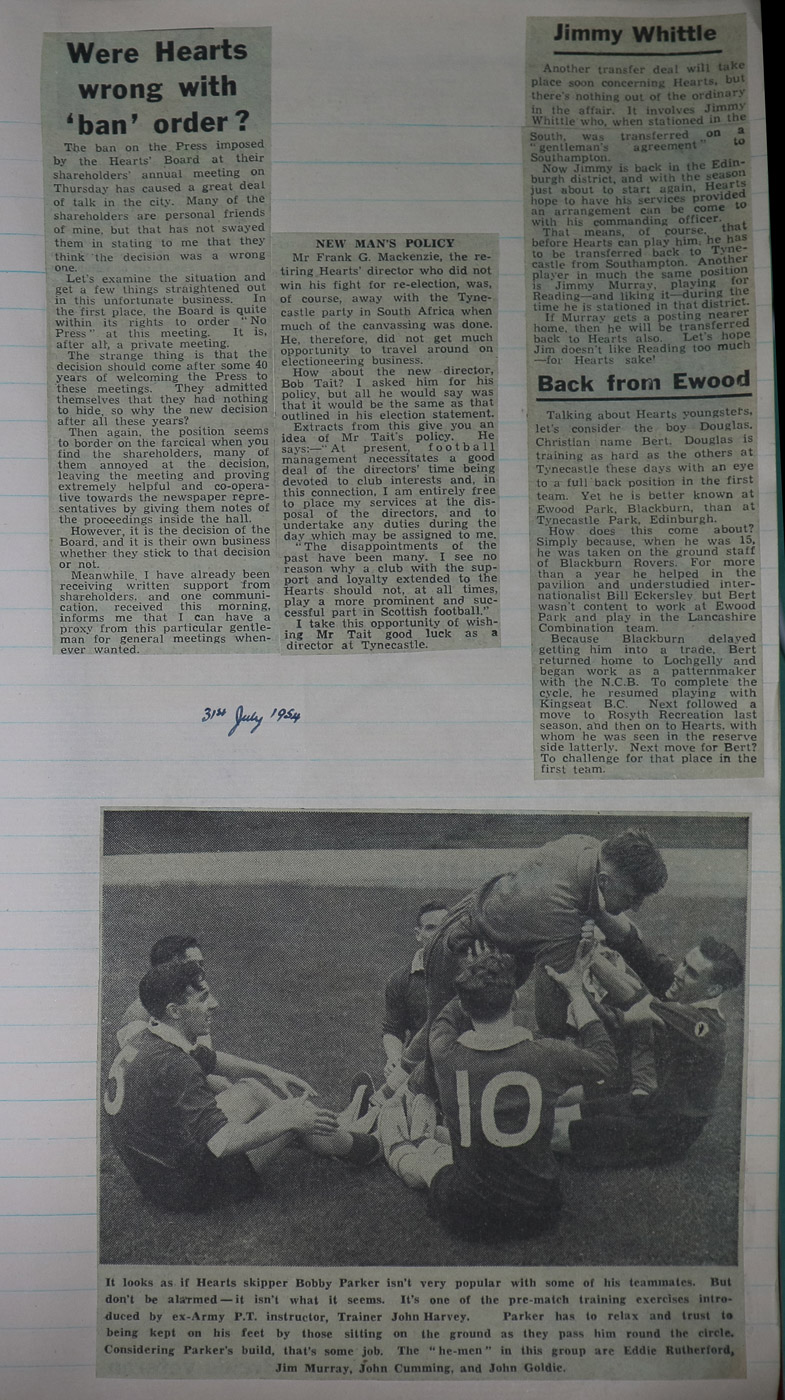 Were Hearts
wrong with
‘ban’ order?
The ban on the Press imposed
by the Hearts' Board at their
shareholders' annual meeting on
Thursday has caused a great deal
of talk in the city. Many of the
shareholders are personal friends
of mine, but that has not swayed
them in stating to me that they
think the decision was a wrong
one.
Let's examine the situation and
get a few things straightened out
in this unfortunate business. In
the first place, the Board is quite
within its rights to order "No
Press" at this meeting. It is,
after all, a private meeting.
The strange thing is that the
decision should come after some 40
years of welcoming the Press to
these meetings. They admitted
themselves that they had nothing
to hide, so why the new decision
after all these years?
Then again, the position seems
to border on the farcical when you
find the shareholders, many of
them annoyed at the decision,
leaving the meeting and proving
extremely helpful and co-opera-
tive towards the newspaper repre-
sentatives by giving them notes of
the proceedings inside the hall.
However, it is the decision of the
Board, and it is their own business
whether they stick to that decision
or not.
Meanwhile, I have already been
receiving written support from
shareholders, and one communi-
cation, received this morning,
informs me that I can have a
proxy from this particular gentle-
man for general meetings when-
ever wanted.
NEW MAN'S POLICY
Mr Frank G. Mackenzie, the re-
tiring Hearts' director who did not
win his fight for re-election, was,
of course, away with the Tyne-
castle party in South Africa when
much of the canvassing was done.
He, therefore, did not get much
opportunity to travel around on
electioneering business.
How about the new director,
Bob Tait? I asked him for his
policy, but all he would say was
that it would be the same as that
outlined in his election statement.
Extracts from this give you an
idea of Mr Tait's policy. He
says:—"At present, football
management necessitates a good
deal of the directors' time being
devoted to club interests and, in
this connection, I am entirely free
to place my services at the dis-
posal of the directors, and to
undertake any duties during the
day which may be assigned to me.
"The disappointments of the
past have been many. I see no
reason why a club with the sup-
port and loyalty extended to the
Hearts should not, at all times,
play a more prominent and suc-
cessful part in Scottish football."
I take this opportunity of wish-
ing Mr Tait good luck as a
director at Tynecastle.
31st July 1954
Jimmy Whittle
Another transfer deal will take
place soon concerning Hearts, but
there's nothing out of the ordinary
in the affair. It involves Jimmy
Whittle who, when stationed in the
South, was transferred on a
"gentleman's agreement" to
Southampton.
Now Jimmy is back in the Edin-
burgh district, and with the season
just about to start again, Hearts
hope to have his services provided
an arrangement can be come to
with his commanding officer.
That means, of course, that
before Hearts can play him, he has
to be transferred back to Tyne-
castle from Southampton. Another
player in much the same position
is Jimmy Murray, playing for
Reading—and liking it—during the
time he is stationed in that district.
If Murray gets a posting nearer
home, then he will be transferred
back to Hearts also. Let's hope
Jim doesn't like Reading too much
—for Hearts sake!
Back from Ewood
Talking about Hearts youngsters,
let's consider the boy Douglas.
Christian name Bert, Douglas is
training as hard as the others at
Tynecastle these days with an eye
to a full back position in the first
team. Yet he is better known at
Ewood Park, Blackburn, than at
Tynecastle Park, Edinburgh.
How does this come about?
Simply because, when he was 15,
he was taken on the ground staff
of Blackburn Rovers. For more
than a year he helped in the
pavilion and understudied inter-
nationalist Bill Eckersley but Bert
wasn't content to work at Ewood
Park and play in the Lancashire
Combination team.
Because Blackburn delayed
getting him into a trade, Bert
returned home to Lochgelly and
began work as a patternmaker
with the N.C.B. To complete the
cycle, he resumed playing with
Kingseat B.C. Next followed a
move to Rosyth Recreation last
season, and then on to Hearts, with
whom he was seen in the reserve
side latterly. Next move for Bert?
To challenge for that place in the
first team.
10
It looks as if Hearts skipper Bobby Parker isn't very popular with some of his teammates. But
don't be alarmed—it isn't what it seems. It's one of the pre-match training exercises intro-
duced by ex-Army P.T. instructor, Trainer John Harvey. Parker has to relax and trust to
being kept on his feet by those sitting on the ground as they pass him round the circle.
Considering Parker's build, that's some job. The "he-men" in this group are Eddie Rutherford,
Jim Murray, John Cumming, and John Goldie.